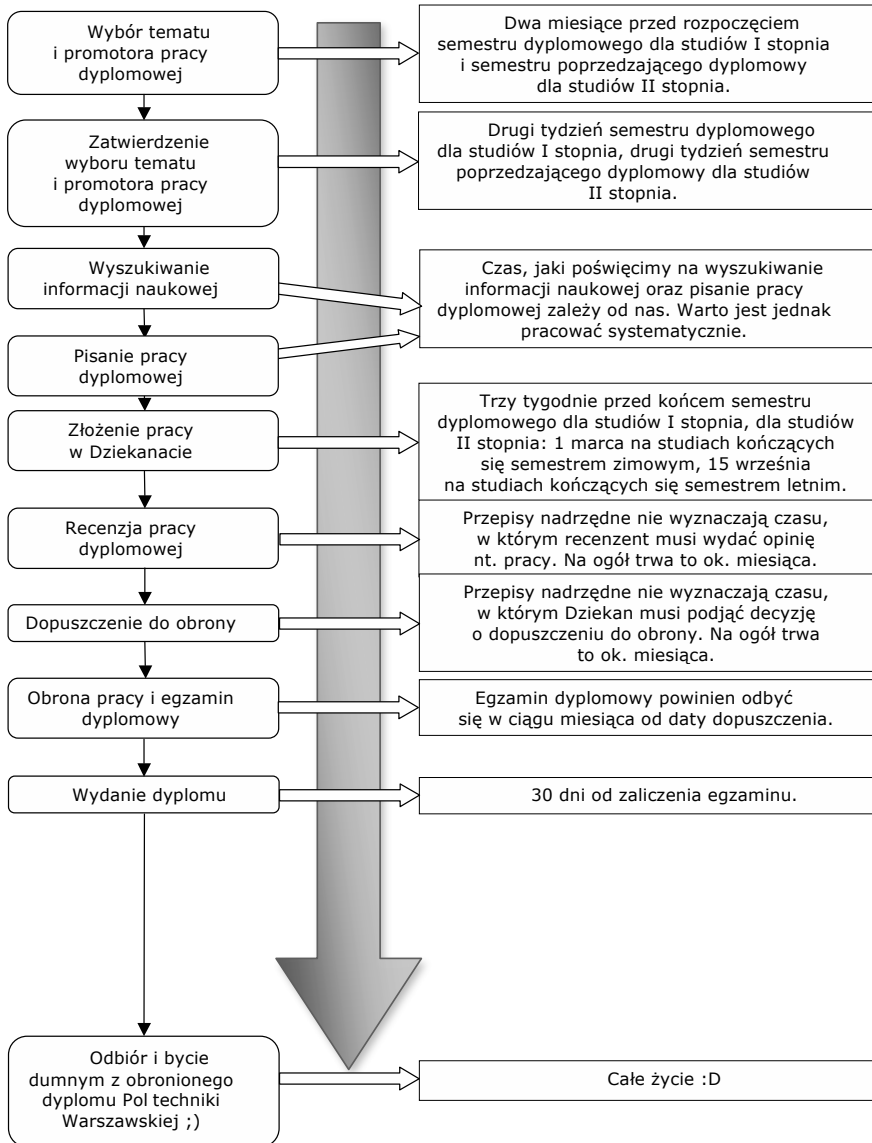 Wybór tematu
i promotora pracy
dyplomowej
Dwa miesiące przed rozpoczęciem
semestru dyplomowego dla studiów I stopnia
i semestru poprzedzającego dyplomowy
dla studiów II stopnia.
Zatwierdzenie
wyboru tematu
i promotora pracy
dyplomowej
Drugi tydzień semestru dyplomowego
dla studiów I stopnia, drugi tydzień semestru
poprzedzającego dyplomowy dla studiów
II stopnia.
Wyszukiwanie
informacji naukowej
Pisanie pracy
dyplomowej
Czas, jaki poświęcimy na wyszukiwanie
informacji naukowej oraz pisanie pracy
dyplomowej zależy od nas. Warto jest jednak
pracować systematycznie.
Złożenie pracy
w Dziekanacie
Trzy tygodnie przed końcem semestru
dyplomowego dla studiów I stopnia, dla studiów
II stopnia: 1 marca na studiach kończących
się semestrem zimowym, 15 września
na studiach kończących się semestrem letnim.
Recenzja pracy
dyplomowej
Przepisy nadrzędne nie wyznaczają czasu,
w którym recenzent musi wydać opinię
nt. pracy. Na ogół trwa to ok. miesiąca.
Dopuszczenie do obrony
Przepisy nadrzędne nie wyznaczają czasu,
w którym Dziekan musi podjąć decyzję
o dopuszczeniu do obrony. Na ogół trwa
to ok. miesiąca.
Obrona pracy i egzamin
dyplomowy
Egzamin dyplomowy powinien odbyć
się w ciągu miesiąca od daty dopuszczenia.
Wydanie dyplomu
30 dni od zaliczenia egzaminu.
Odbiór i bycie
dumnym z obronionego
dyplomu Pol techniki
Warszawskiej ;)
Całe życie :D